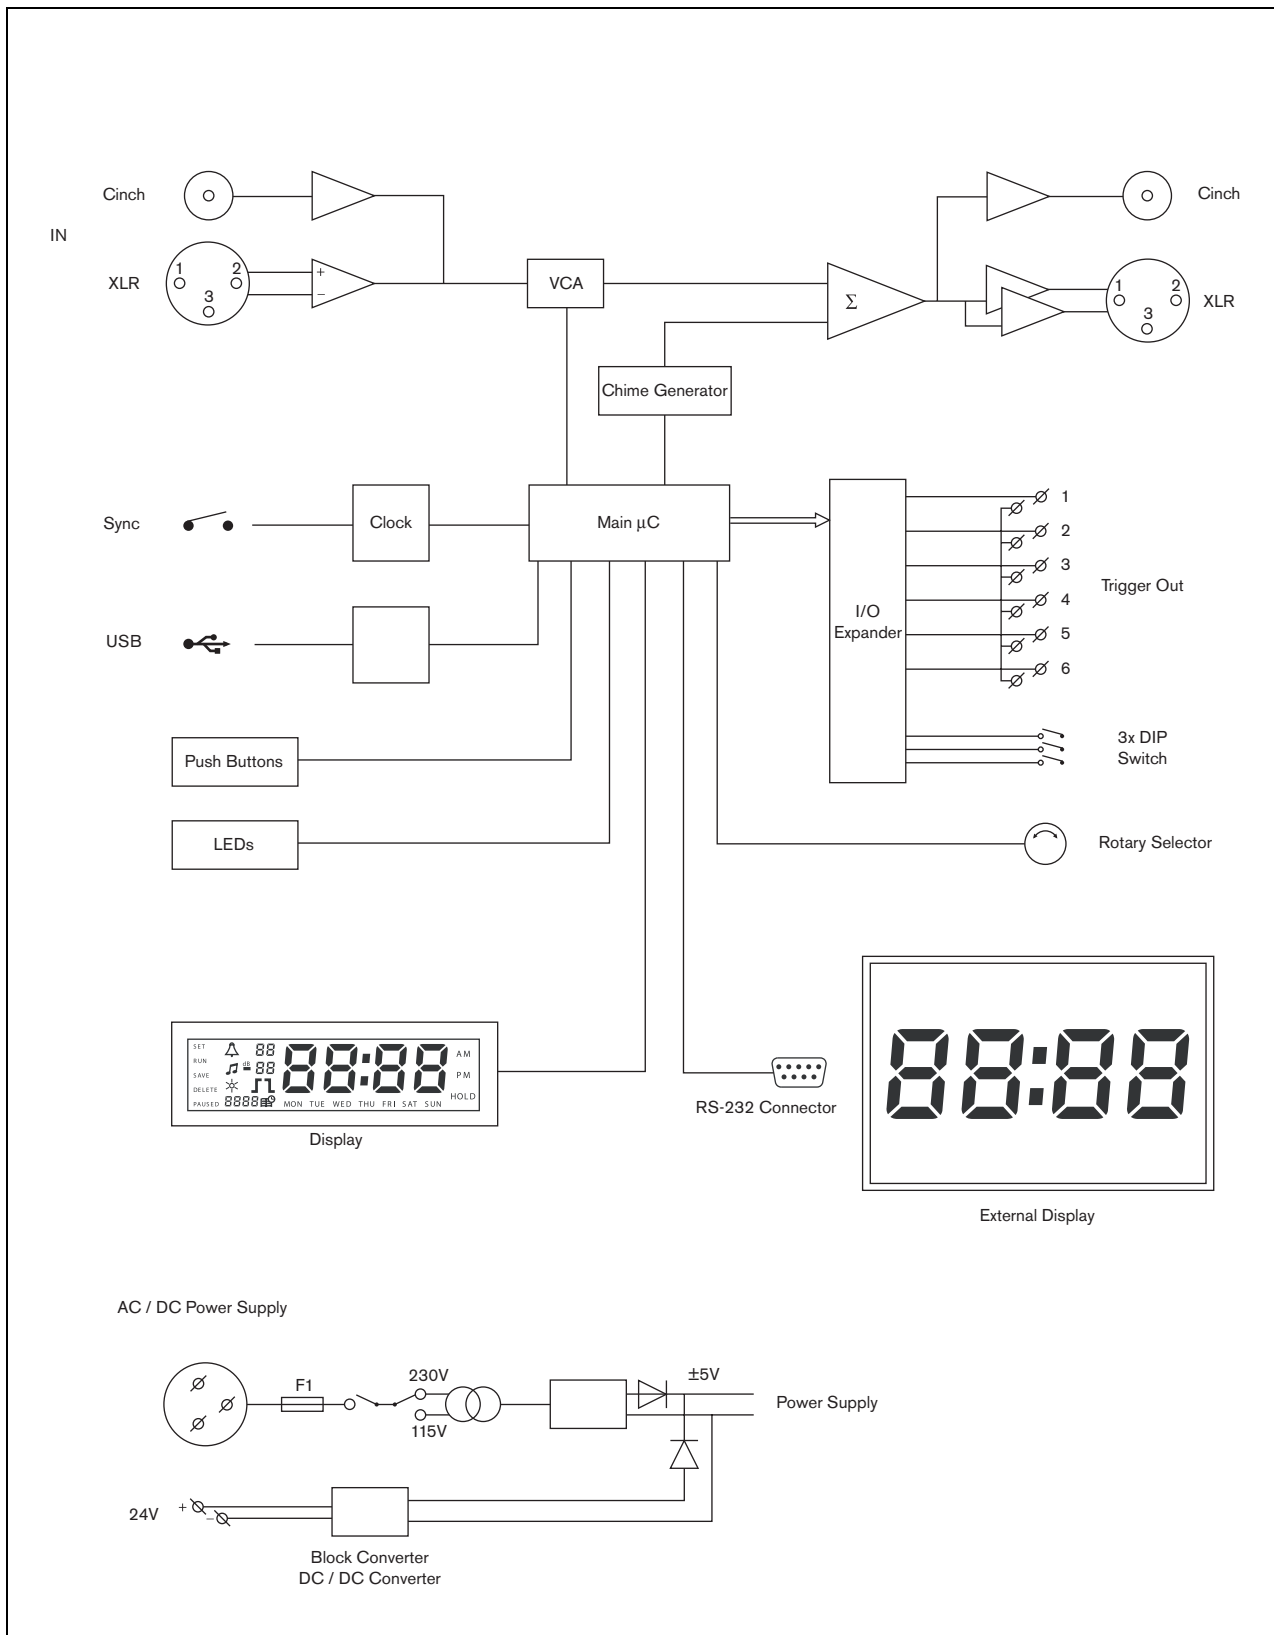 Cinch
IN
XLR
1 2
3
+
−
VCA
Σ
Cinch
1 2
3
XLR
Chime Generator
Sync
Clock
Main μC
I/O
Expander
1
2
3
4
5
6
Trigger Out
USB
Push Buttons
3x DIP
Switch
LEDs
Rotary Selector
SET
RUN
SAVE
DELETE
PAUSED
88
dB
-88
8888
88:88
MON TUE WED THU FRI SAT SUN
AM
PM
HOLD
Display
RS-232 Connector
88:88
External Display
AC / DC Power Supply
F1
230V
115V
±5V
Power Supply
24V
+
−
Block Converter
DC / DC Converter